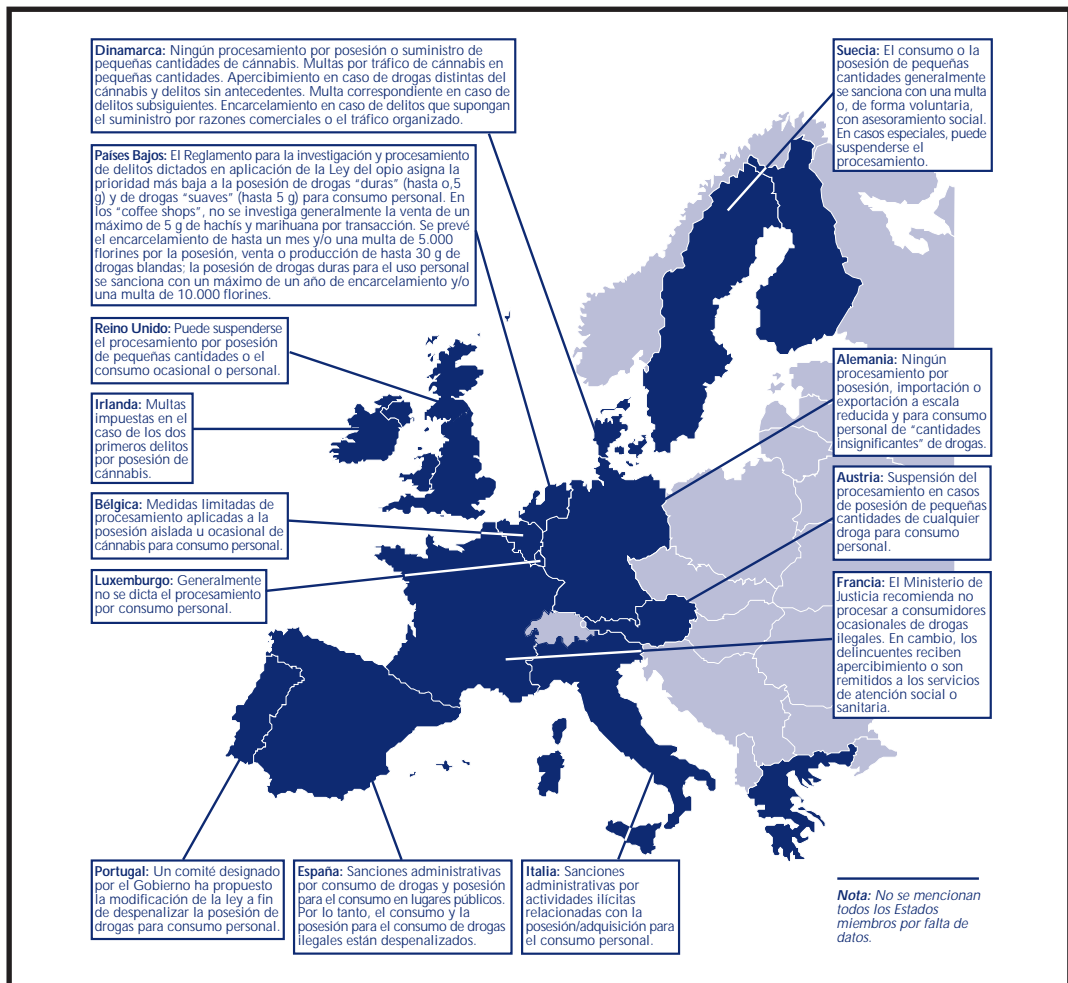 Dinamarca: Ningún procesamiento por posesión o suministro de
pequeñas cantidades de cánnabis. Multas por tráfico de cánnabis en
pequeñas cantidades. Apercibimiento en caso de drogas distintas del
cánnabis y delitos sin antecedentes. Multa correspondiente en caso de
delitos subsiguientes. Encarcelamiento en caso de delitos que supongan
el suministro por razones comerciales o el tráfico organizado.
Suecia: El consumo o la
posesión de pequeñas
cantidades generalmente
se sanciona con una multa
o, de forma voluntaria,
con asesoramiento social.
En casos especiales, puede
suspenderse el
procesamiento.
Países Bajos: El Reglamento para la investigación y procesamiento
de delitos dictados en aplicación de la Ley del opio asigna la
prioridad más baja a la posesión de drogas "duras" (hasta o,5
g) y de drogas "suaves" (hasta 5 g) para consumo personal. En
los "coffee shops", no se investiga generalmente la venta de un
máximo de 5 g de hachís y marihuana por transacción. Se prevé
el encarcelamiento de hasta un mes y/o una multa de 5.000
florines por la posesión, venta o producción de hasta 30 g de
drogas blandas; la posesión de drogas duras para el uso personal
se sanciona con un máximo de un año de encarcelamiento y/o
una multa de 10.000 florines.
Reino Unido: Puede suspenderse
el procesamiento por posesión
de pequeñas cantidades o el
consumo ocasional o personal.
Alemania: Ningún
procesamiento por
posesión, importación o
exportación a escala
reducida y para consumo
personal de "cantidades
insignificantes" de drogas.
Irlanda: Multas
impuestas en el
caso de los dos
primeros delitos
por posesión de
cánnabis.
Austria: Suspensión del
procesamiento en casos
de posesión de pequeñas
cantidades de cualquier
droga para consumo
personal.
Bélgica: Medidas limitadas de
procesamiento aplicadas a la
posesión aislada u ocasional de
cánnabis para consumo personal.
Luxemburgo: Generalmente
no se dicta el procesamiento
por consumo personal.
Francia: El Ministerio de
Justicia recomienda no
procesar a consumidores
ocasionales de drogas
ilegales. En cambio, los
delincuentes reciben
apercibimiento o son
remitidos a los servicios
de atención social o
sanitaria.
Portugal: Un comité designado
por el Gobierno ha propuesto
la modificación de la ley a fin
de despenalizar la posesión de
drogas para consumo personal.
España: Sanciones administrativas
por consumo de drogas y posesión
para el consumo en lugares públicos.
Por lo tanto, el consumo y la
posesión para el consumo de drogas
ilegales están despenalizados.
Italia: Sanciones
administrativas por
actividades ilícitas
relacionadas con la
posesión/adquisición para
el consumo personal.
Nota: No se mencionan
todos los Estados
miembros por falta de
datos.